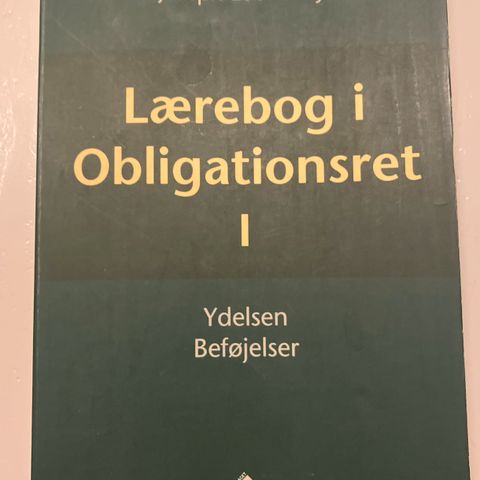 Lærebog i
Obligationsret
I
Ydelsen
Beføjelser